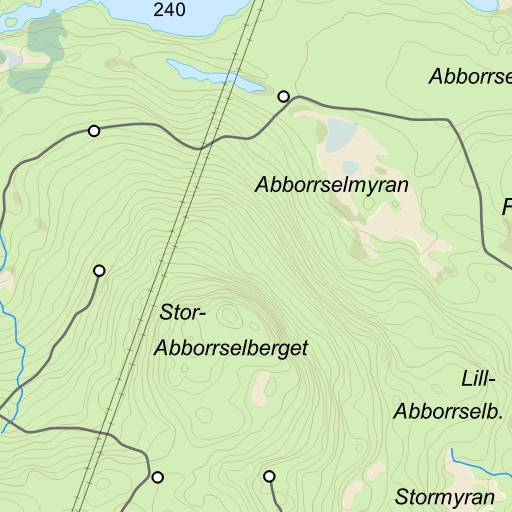 240
Abborrse
Abborrselmyran
F
Stor-
Abborrselberget
Lill-
Abborrselb.
Stormyran